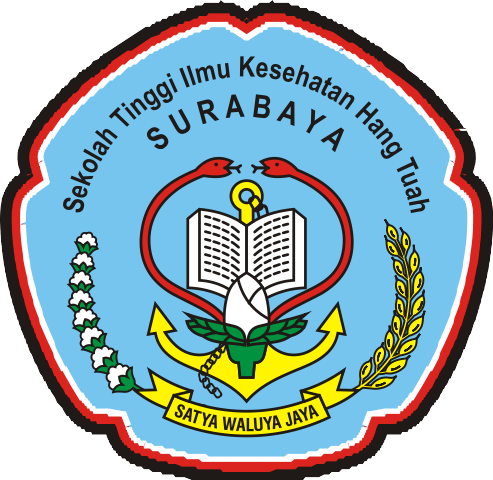 Sekolah Tinggi Ilmu Kesehatan Hang Tuah
SURABAYA
SATYA WALUYA JAYA